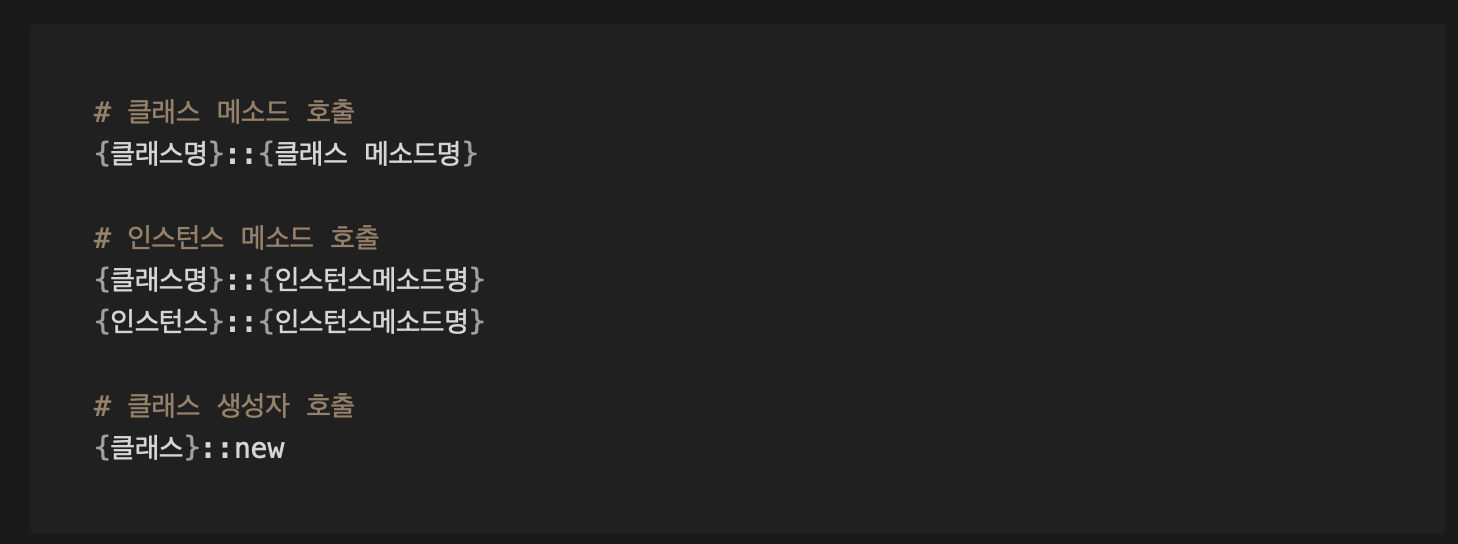 # 클래스 메소드 호출
{클래스명}::{클래스 메소드명}
# 인스턴스 메소드 호출
{클래스명}::{인스턴스메소드명}
{인스턴스}::{인스턴스메소드명}
# 클래스 생성자 호출
{클래스}::new